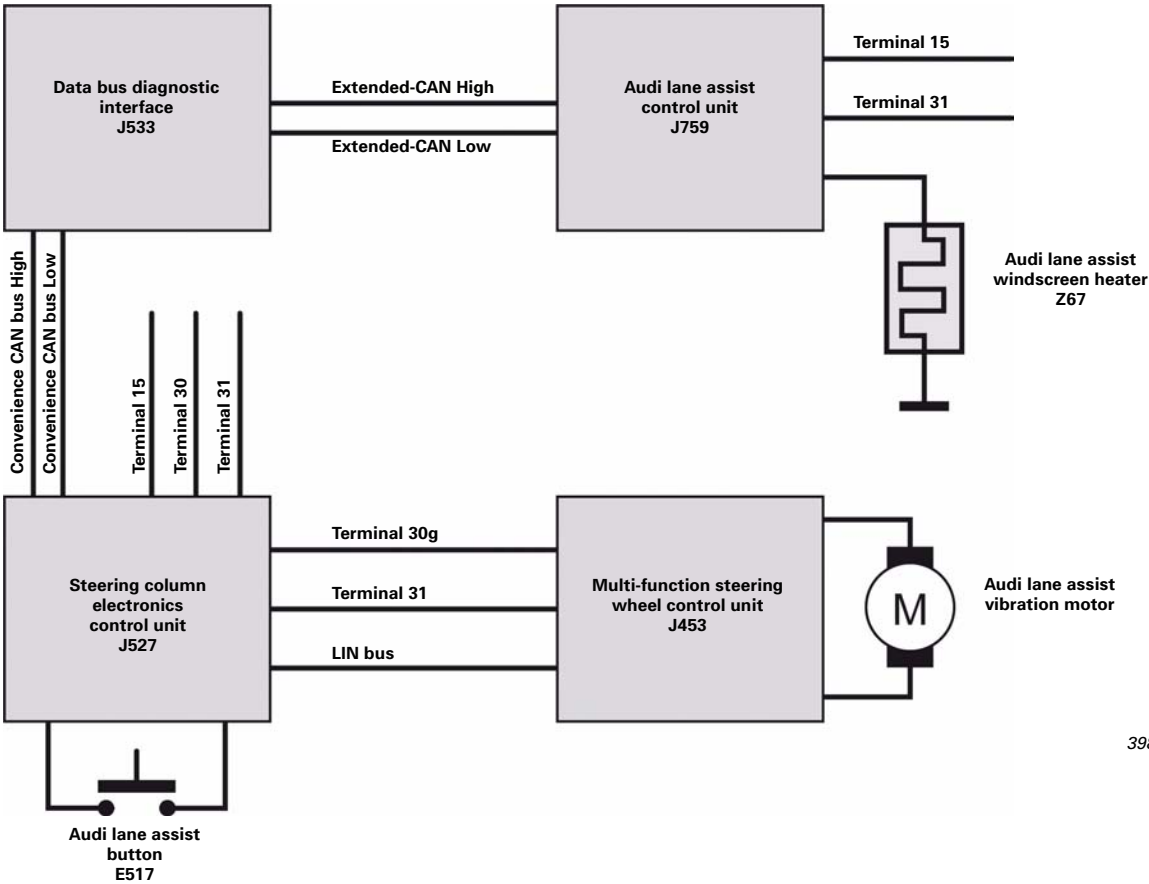 Data bus diagnostic
interface
J533
Extended-CAN High
Extended-CAN Low
Audi lane assist
control unit
J759
Terminal 15
Terminal 31
Audi lane assist
windscreen heater
Z67
Convenience CAN bus High
Convenience CAN bus Low
Terminal 15
Terminal 30
Terminal 31
Steering column
electronics
control unit
J527
Terminal 30g
Terminal 31
LIN bus
Multi-function steering
wheel control unit
J453
M
Audi lane assist
vibration motor
Audi lane assist
button
E517